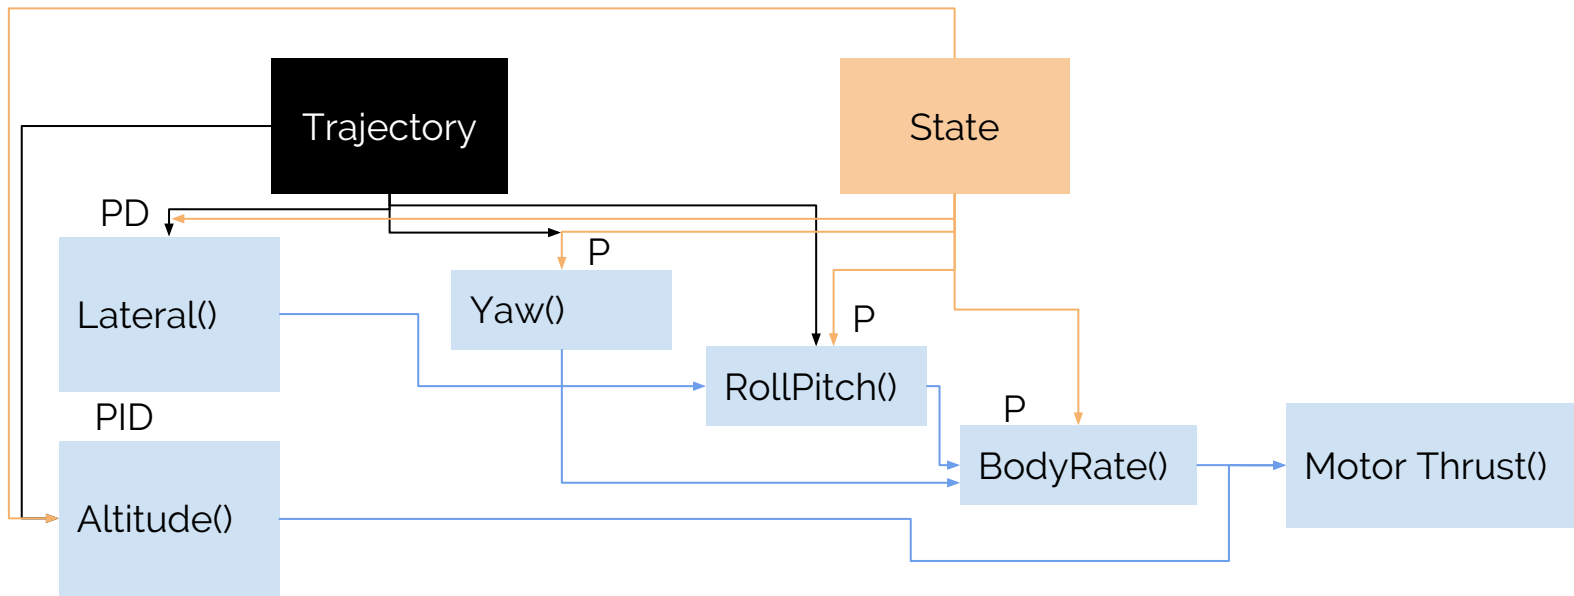 Trajectory
State
PD
P
Lateral()
Yaw()
P
RollPitch()
PID
P
BodyRate()
Motor Thrust()
Altitude()